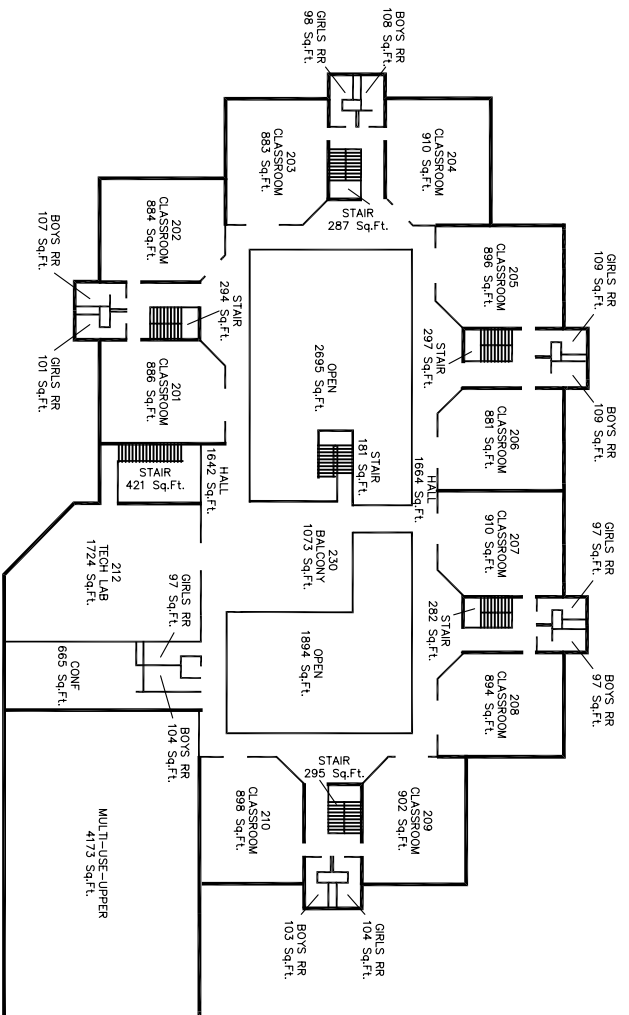 GIRLS RR
98 Sq.Ft.
BOYS RR
108 Sq.Ft.
203
CLASSROOM
883 Sq.Ft.
204
CLASSROOM
910 Sq.Ft.
STAIR
287 Sq.Ft.
202
CLASSROOM
884 Sq.Ft.
205
CLASSROOM
896 Sq.Ft.
GIRLS RR
109 Sq.Ft.
BOYS RR
107 Sq.Ft.
STAIR
294 Sq.Ft.
STAIR
297 Sq.Ft.
BOYS RR
109 Sq.Ft.
GIRLS RR
101 Sq.Ft.
201
CLASSROOM
886 Sq.Ft.
OPEN
2695 Sq.Ft.
206
CLASSROOM
881 Sq.Ft.
STAIR
421 Sq.Ft.
HALL
1642 Sq.Ft.
STAIR
181 Sq.Ft.
HALL
1664 Sq.Ft.
212
TECH LAB
1724 Sq.Ft.
230
BALCONY
1073 Sq.Ft.
207
CLASSROOM
910 Sq.Ft.
GIRLS RR
97 Sq.Ft.
GIRLS RR
97 Sq.Ft.
STAIR
282 Sq.Ft.
BOYS RR
97 Sq.Ft.
CONF
665 Sq.Ft.
BOYS RR
104 Sq.Ft.
OPEN
1894 Sq.Ft.
208
CLASSROOM
894 Sq.Ft.
STAIR
295 Sq.Ft.
210
CLASSROOM
898 Sq.Ft.
209
CLASSROOM
902 Sq.Ft.
MULTI-USE-UPPER
4173 Sq.Ft.
BOYS RR
103 Sq.Ft.
GIRLS RR
104 Sq.Ft.